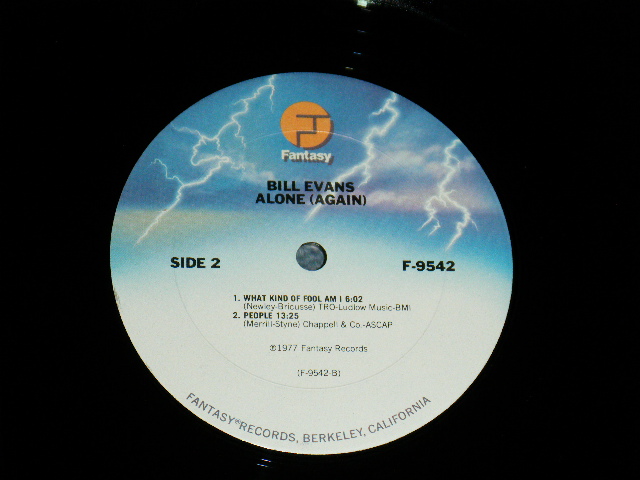 Fantasy
BILL EVANS
ALONE (AGAIN)
SIDE 2
F-9542
1. WHAT KIND OF FOOL AM I 6:02
(Newley-Bricusse) TRO-Ludlow Music-BMI
2. PEOPLE 13:25
(Merrill-Styne) Chappell & Co.-ASCAP
℗1977 Fantasy Records
(F-9542-B)
FANTASY® RECORDS, BERKELEY, CALIFORNIA